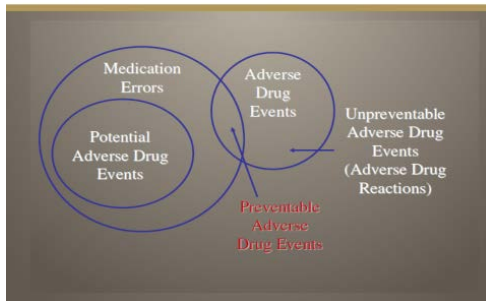 Medication
Errors
Adverse
Drug
Events
Potential
Adverse Drug
Events
Unpreventable
Adverse Drug
Events
(Adverse Drug
Reactions)
Preventable
Adverse
Drug Events